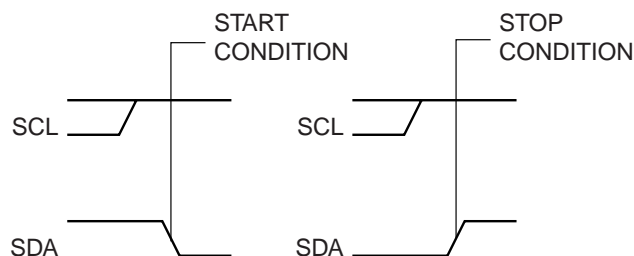 START
CONDITION
STOP
CONDITION
SCL
SCL
SDA
SDA